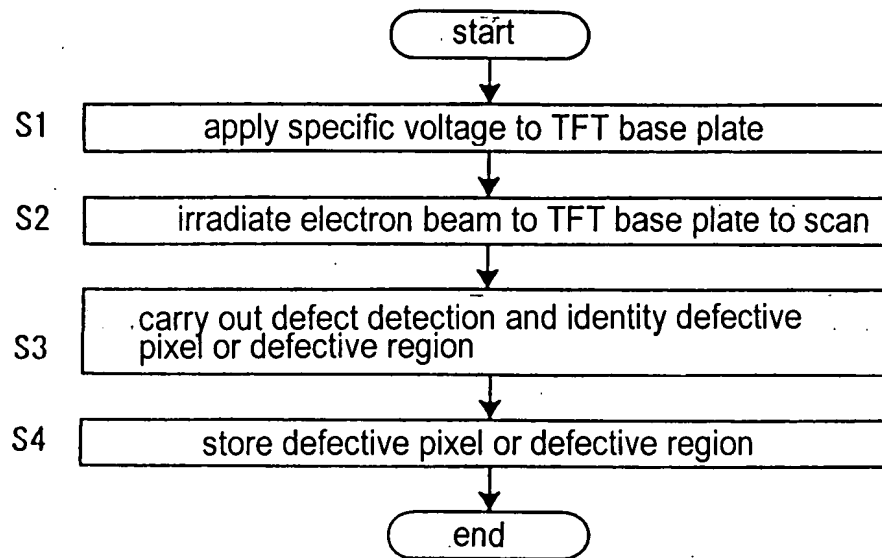 start
S1 apply specific voltage to TFT base plate
S2 irradiate electron beam to TFT base plate to scan
carry out defect detection and identity defective
S3 pixel or defective region
S4 store defective pixel or defective region
end